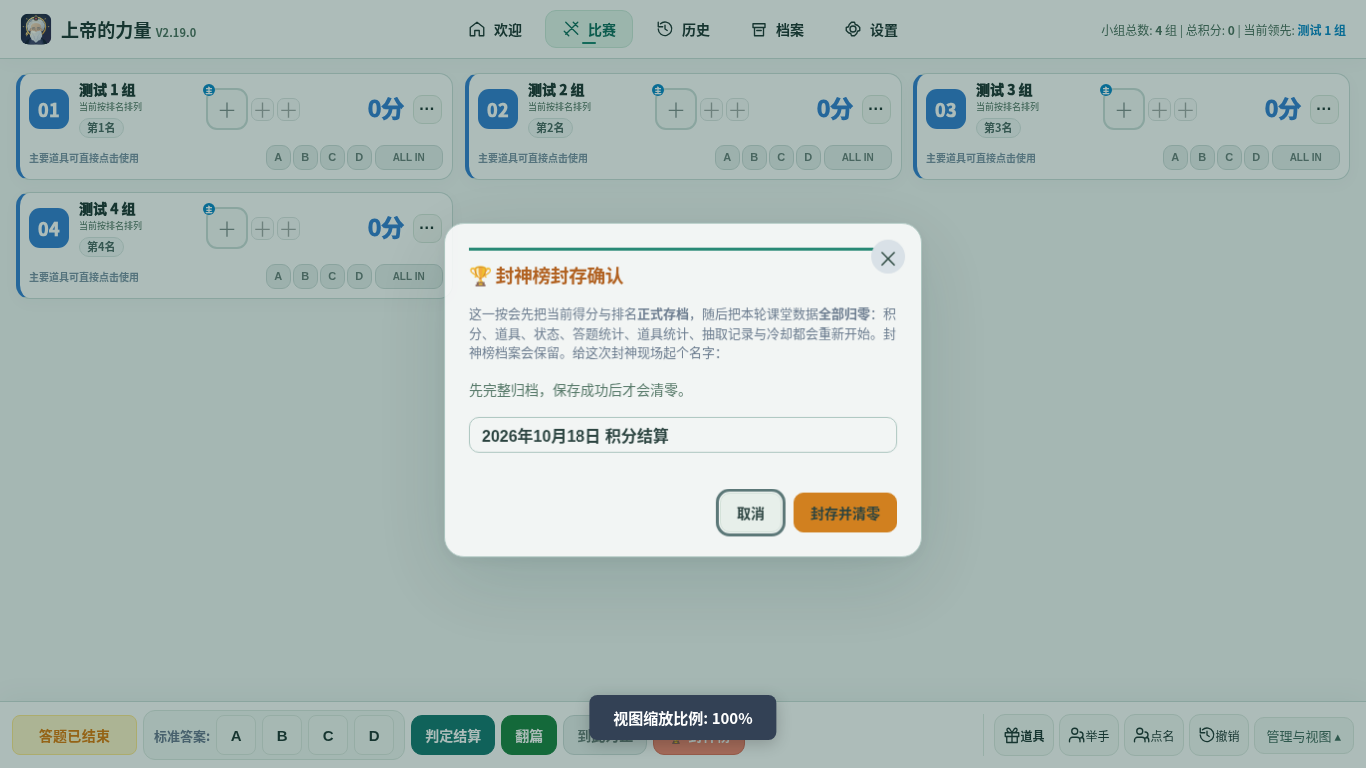 上帝的力量 V2.19.0
欢迎
比赛
历史
档案
设置
小组总数: 4 组 | 总积分: 0 | 当前领先: 测试 1 组
01
测试 1 组
当前按排名排列
第1名
主
0分
...
主要道具可直接点击使用
A B C D ALL IN
02
测试 2 组
当前按排名排列
第2名
主
0分
...
主要道具可直接点击使用
A B C D ALL IN
03
测试 3 组
当前按排名排列
第3名
主
0分
...
主要道具可直接点击使用
A B C D ALL IN
04
测试 4 组
当前按排名排列
第4名
主
0分
...
主要道具可直接点击使用
A B C D ALL IN
🏆 封神榜封存确认
这一按会先把当前得分与排名正式存档，随后把本轮课堂数据全部归零：积
分、道具、状态、答题统计、道具统计、抽取记录与冷却都会重新开始。封
神榜档案会保留。给这次封神现场起个名字：
先完整归档，保存成功后才会清零。
2026年10月18日 积分结算
取消
封存并清零
视图缩放比例: 100%
答题已结束
标准答案:
A B C D
判定结算
翻篇
道具
举手
点名
撤销
管理与视图 ▴